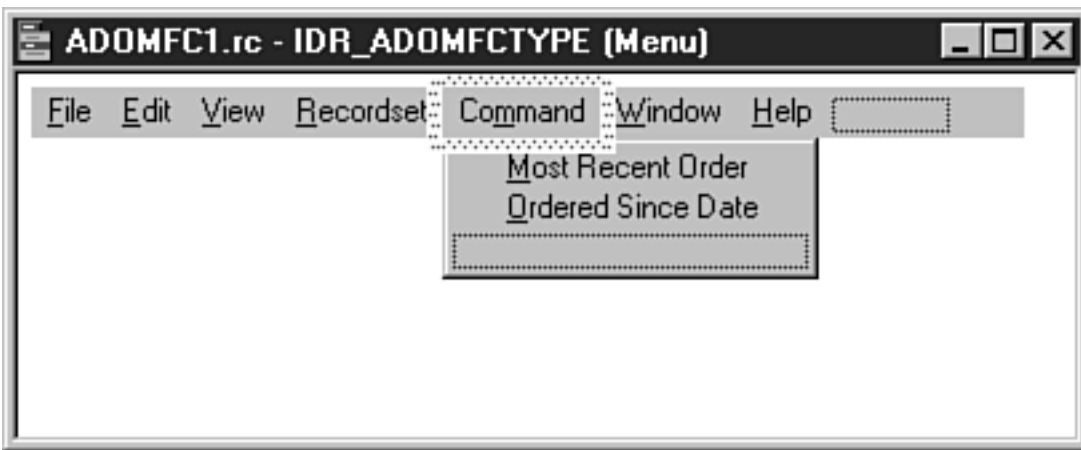 ADOMFC1.rc - IDR_ADOMFCTYPE (Menu)
File Edit View Recordset Command Window Help
Most Recent Order
Ordered Since Date